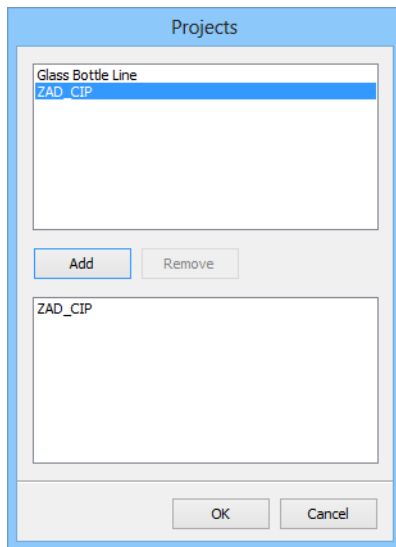 Projects
Glass Bottle Line
ZAD_CIP
Add Remove
ZAD_CIP
OK Cancel